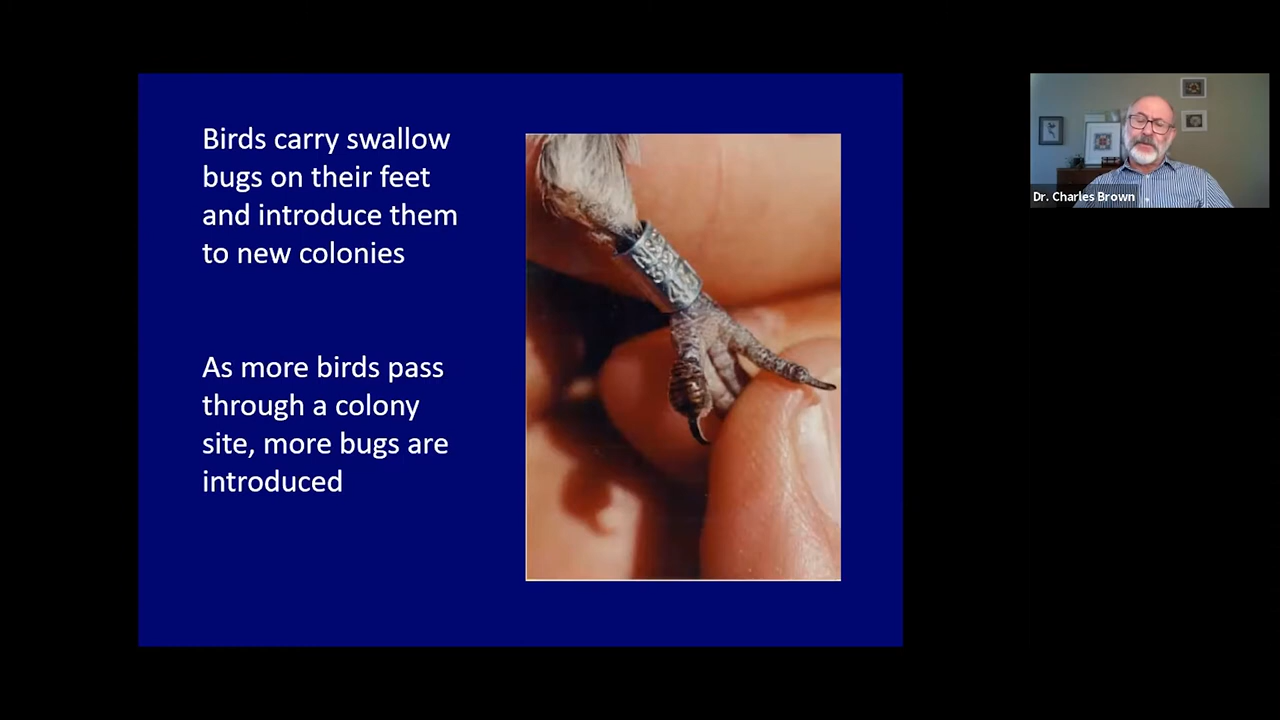 Birds carry swallow
bugs on their feet
and introduce them
to new colonies
As more birds pass
through a colony
site, more bugs are
introduced
Dr. Charles Brown